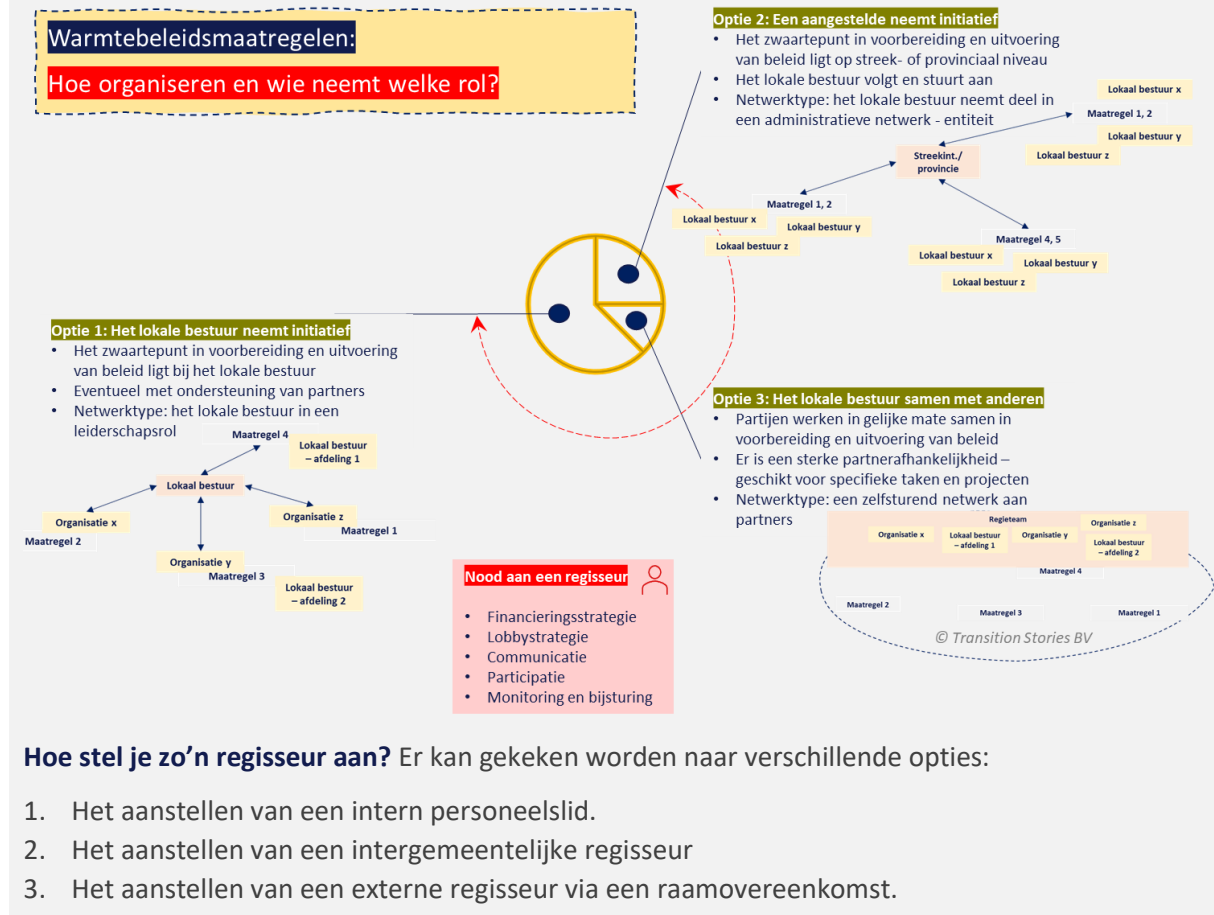 Warmtebeleidsmaatregelen:
Hoe organiseren en wie neemt welke rol?
Optie 2: Een aangestelde neemt initiatief
• Het zwaartepunt in voorbereiding en uitvoering
van beleid ligt op streek- of provinciaal niveau
• Het lokale bestuur volgt en stuurt aan
• Netwerktype: het lokale bestuur neemt deel in
een administratieve netwerk - entiteit
Lokaal bestuur x
Maatregel 1, 2
Lokaal bestuur y
Lokaal bestuur z
Streekint./
provincie
Maatregel 1, 2
Lokaal bestuur x
Lokaal bestuur y
Lokaal bestuur z
Maatregel 4, 5
Lokaal bestuur x
Lokaal bestuur y
Lokaal bestuur z
Optie 1: Het lokale bestuur neemt initiatief
• Het zwaartepunt in voorbereiding en uitvoering
van beleid ligt bij het lokale bestuur
• Eventueel met ondersteuning van partners
• Netwerktype: het lokale bestuur in een
leiderschapsrol
Maatregel 4
Lokaal bestuur
– afdeling 1
Lokaal bestuur
Organisatie x
Maatregel 2
Organisatie z
Maatregel 1
Organisatie y
Maatregel 3
Lokaal bestuur
– afdeling 2
Optie 3: Het lokale bestuur samen met anderen
• Partijen werken in gelijke mate samen in
voorbereiding en uitvoering van beleid
• Er is een sterke partnerafhankelijkheid –
geschikt voor specifieke taken en projecten
• Netwerktype: een zelfsturend netwerk aan
partners
Regieteam
Organisatie x
Lokaal bestuur
– afdeling 1
Organisatie y
Organisatie z
Lokaal bestuur
– afdeling 2
Maatregel 4
Maatregel 2
Maatregel 3
Maatregel 1
© Transition Stories BV
Nood aan een regisseur
• Financieringsstrategie
• Lobbystrategie
• Communicatie
• Participatie
• Monitoring en bijsturing
Hoe stel je zo’n regisseur aan? Er kan gekeken worden naar verschillende opties:
1. Het aanstellen van een intern personeelslid.
2. Het aanstellen van een intergemeentelijke regisseur
3. Het aanstellen van een externe regisseur via een raamovereenkomst.